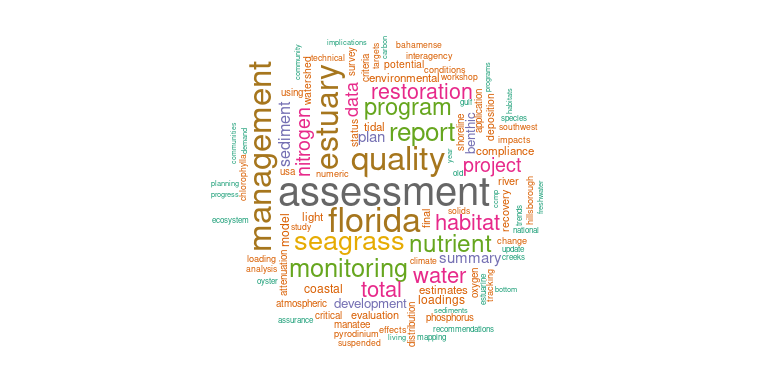 implications
carbon
bahamense
community
technical
survey
criteria
targets
interagency
potential
conditions
workshop
programs
environmental
management
estuary
watershed
using
data
restoration
program
gulf
application
deposition
habitats
species
southwest
sediment
nitrogen
status
plan
tidal
report
shoreline
benthic
impacts
compliance
communities
demand
chlorophylla
usa
numeric
quality
year
old
project
planning
progress
assessment
river
ccmp
recovery
hillsborough
freshwater
trends
national
ecosystem
model
light
study
florida
final
solids
habitat
seagrass
nutrient
change
update
creeks
loading
analysis
attenuation
monitoring
climate
summary
water
oxygen
estuarine
tracking
bottom
oyster
coastal
total
estimates
loadings
atmospheric
development
distribution
sediments
phosphorus
assurance
critical
evaluation
manatee
effects
recommendations
pyrodinium
living
mapping
suspended